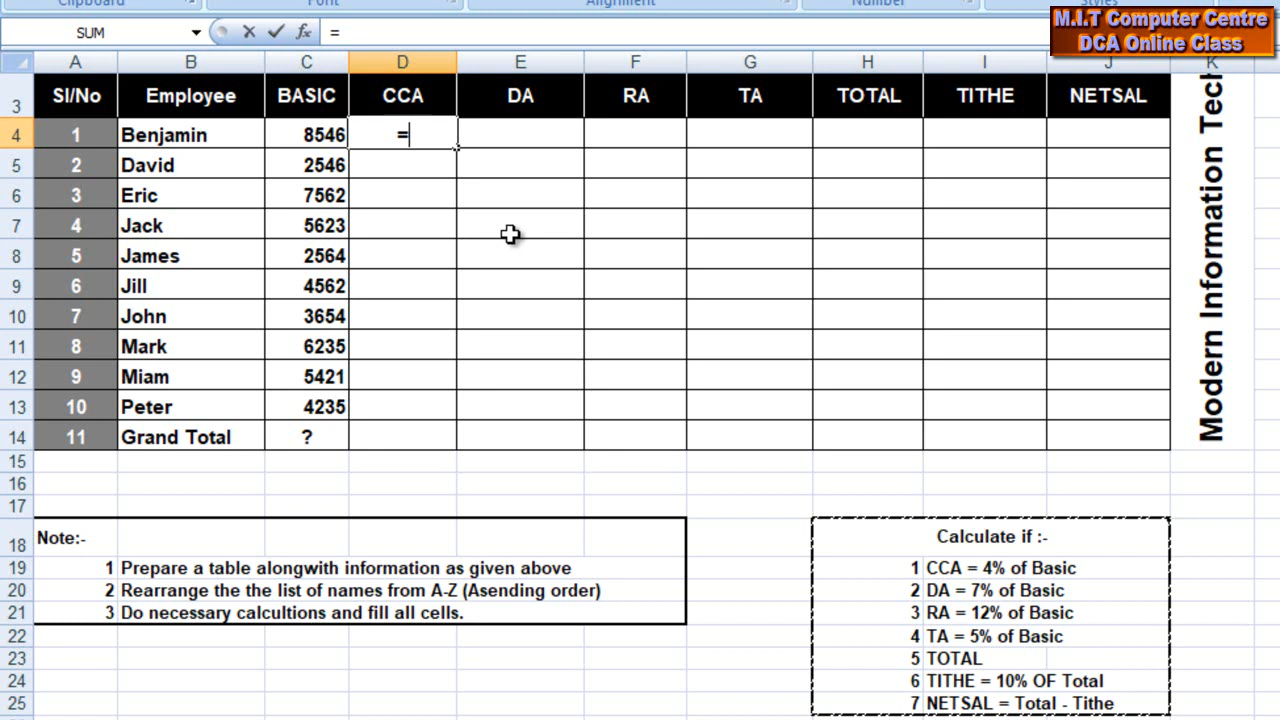 Clipboard Font Alignment Number Styles
M.I.T Computer Centre
DCA Online Class
SUM fx =
A B C D E F G H I J K
3 SI/No Employee BASIC CCA DA RA TA TOTAL TITHE NETSAL
4 1 Benjamin 8546 =
5 2 David 2546
6 3 Eric 7562
7 4 Jack 5623
8 5 James 2564
9 6 Jill 4562
10 7 John 3654
11 8 Mark 6235
12 9 Miam 5421
13 10 Peter 4235
14 11 Grand Total ?
Modern Information Tech
15
16
17
18 Note:- Calculate if :-
19 1 Prepare a table alongwith information as given above 1 CCA = 4% of Basic
20 2 Rearrange the the list of names from A-Z (Asending order) 2 DA = 7% of Basic
21 3 Do necessary calcultions and fill all cells. 3 RA = 12% of Basic
22 4 TA = 5% of Basic
23 5 TOTAL
24 6 TITHE = 10% OF Total
25 7 NETSAL = Total - Tithe